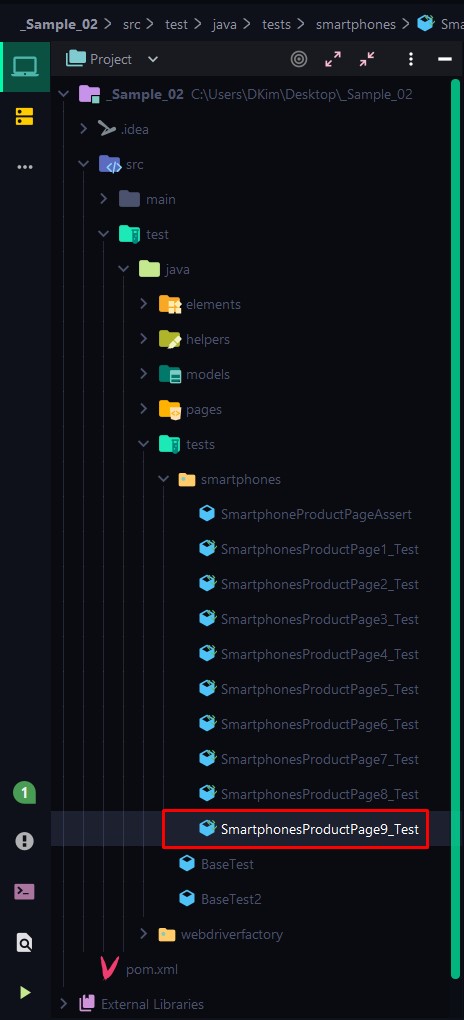 _Sample_02 > src > test > java > tests > smartphones > Sma
Project
_Sample_02 C:\Users\DKim\Desktop\_Sample_02
.idea
src
main
test
java
elements
helpers
models
pages
tests
smartphones
SmartphoneProductPageAssert
SmartphonesProductPage1_Test
SmartphonesProductPage2_Test
SmartphonesProductPage3_Test
SmartphonesProductPage4_Test
SmartphonesProductPage5_Test
SmartphonesProductPage6_Test
SmartphonesProductPage7_Test
SmartphonesProductPage8_Test
1
SmartphonesProductPage9_Test
BaseTest
BaseTest2
webdriverfactory
pom.xml
External Libraries